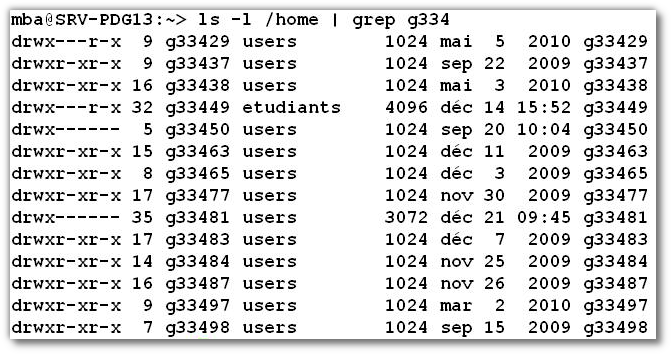 mba@SRV-PDG13:~> ls -l /home | grep g334
drwx---r-x  9 g33429 users        1024 mai  5  2010 g33429
drwxr-xr-x  9 g33437 users        1024 sep 22  2009 g33437
drwxr-xr-x 16 g33438 users        1024 mai  3  2010 g33438
drwx---r-x 32 g33449 etudiants    4096 déc 14 15:52 g33449
drwx------  5 g33450 users        1024 sep 20 10:04 g33450
drwxr-xr-x 15 g33463 users        1024 déc 11  2009 g33463
drwxr-xr-x  8 g33465 users        1024 déc  3  2009 g33465
drwxr-xr-x 17 g33477 users        1024 nov 30  2009 g33477
drwx------ 35 g33481 users        3072 déc 21 09:45 g33481
drwxr-xr-x 17 g33483 users        1024 déc  7  2009 g33483
drwxr-xr-x 14 g33484 users        1024 nov 25  2009 g33484
drwxr-xr-x 16 g33487 users        1024 nov 26  2009 g33487
drwxr-xr-x  9 g33497 users        1024 mar  2  2010 g33497
drwxr-xr-x  7 g33498 users        1024 sep 15  2009 g33498